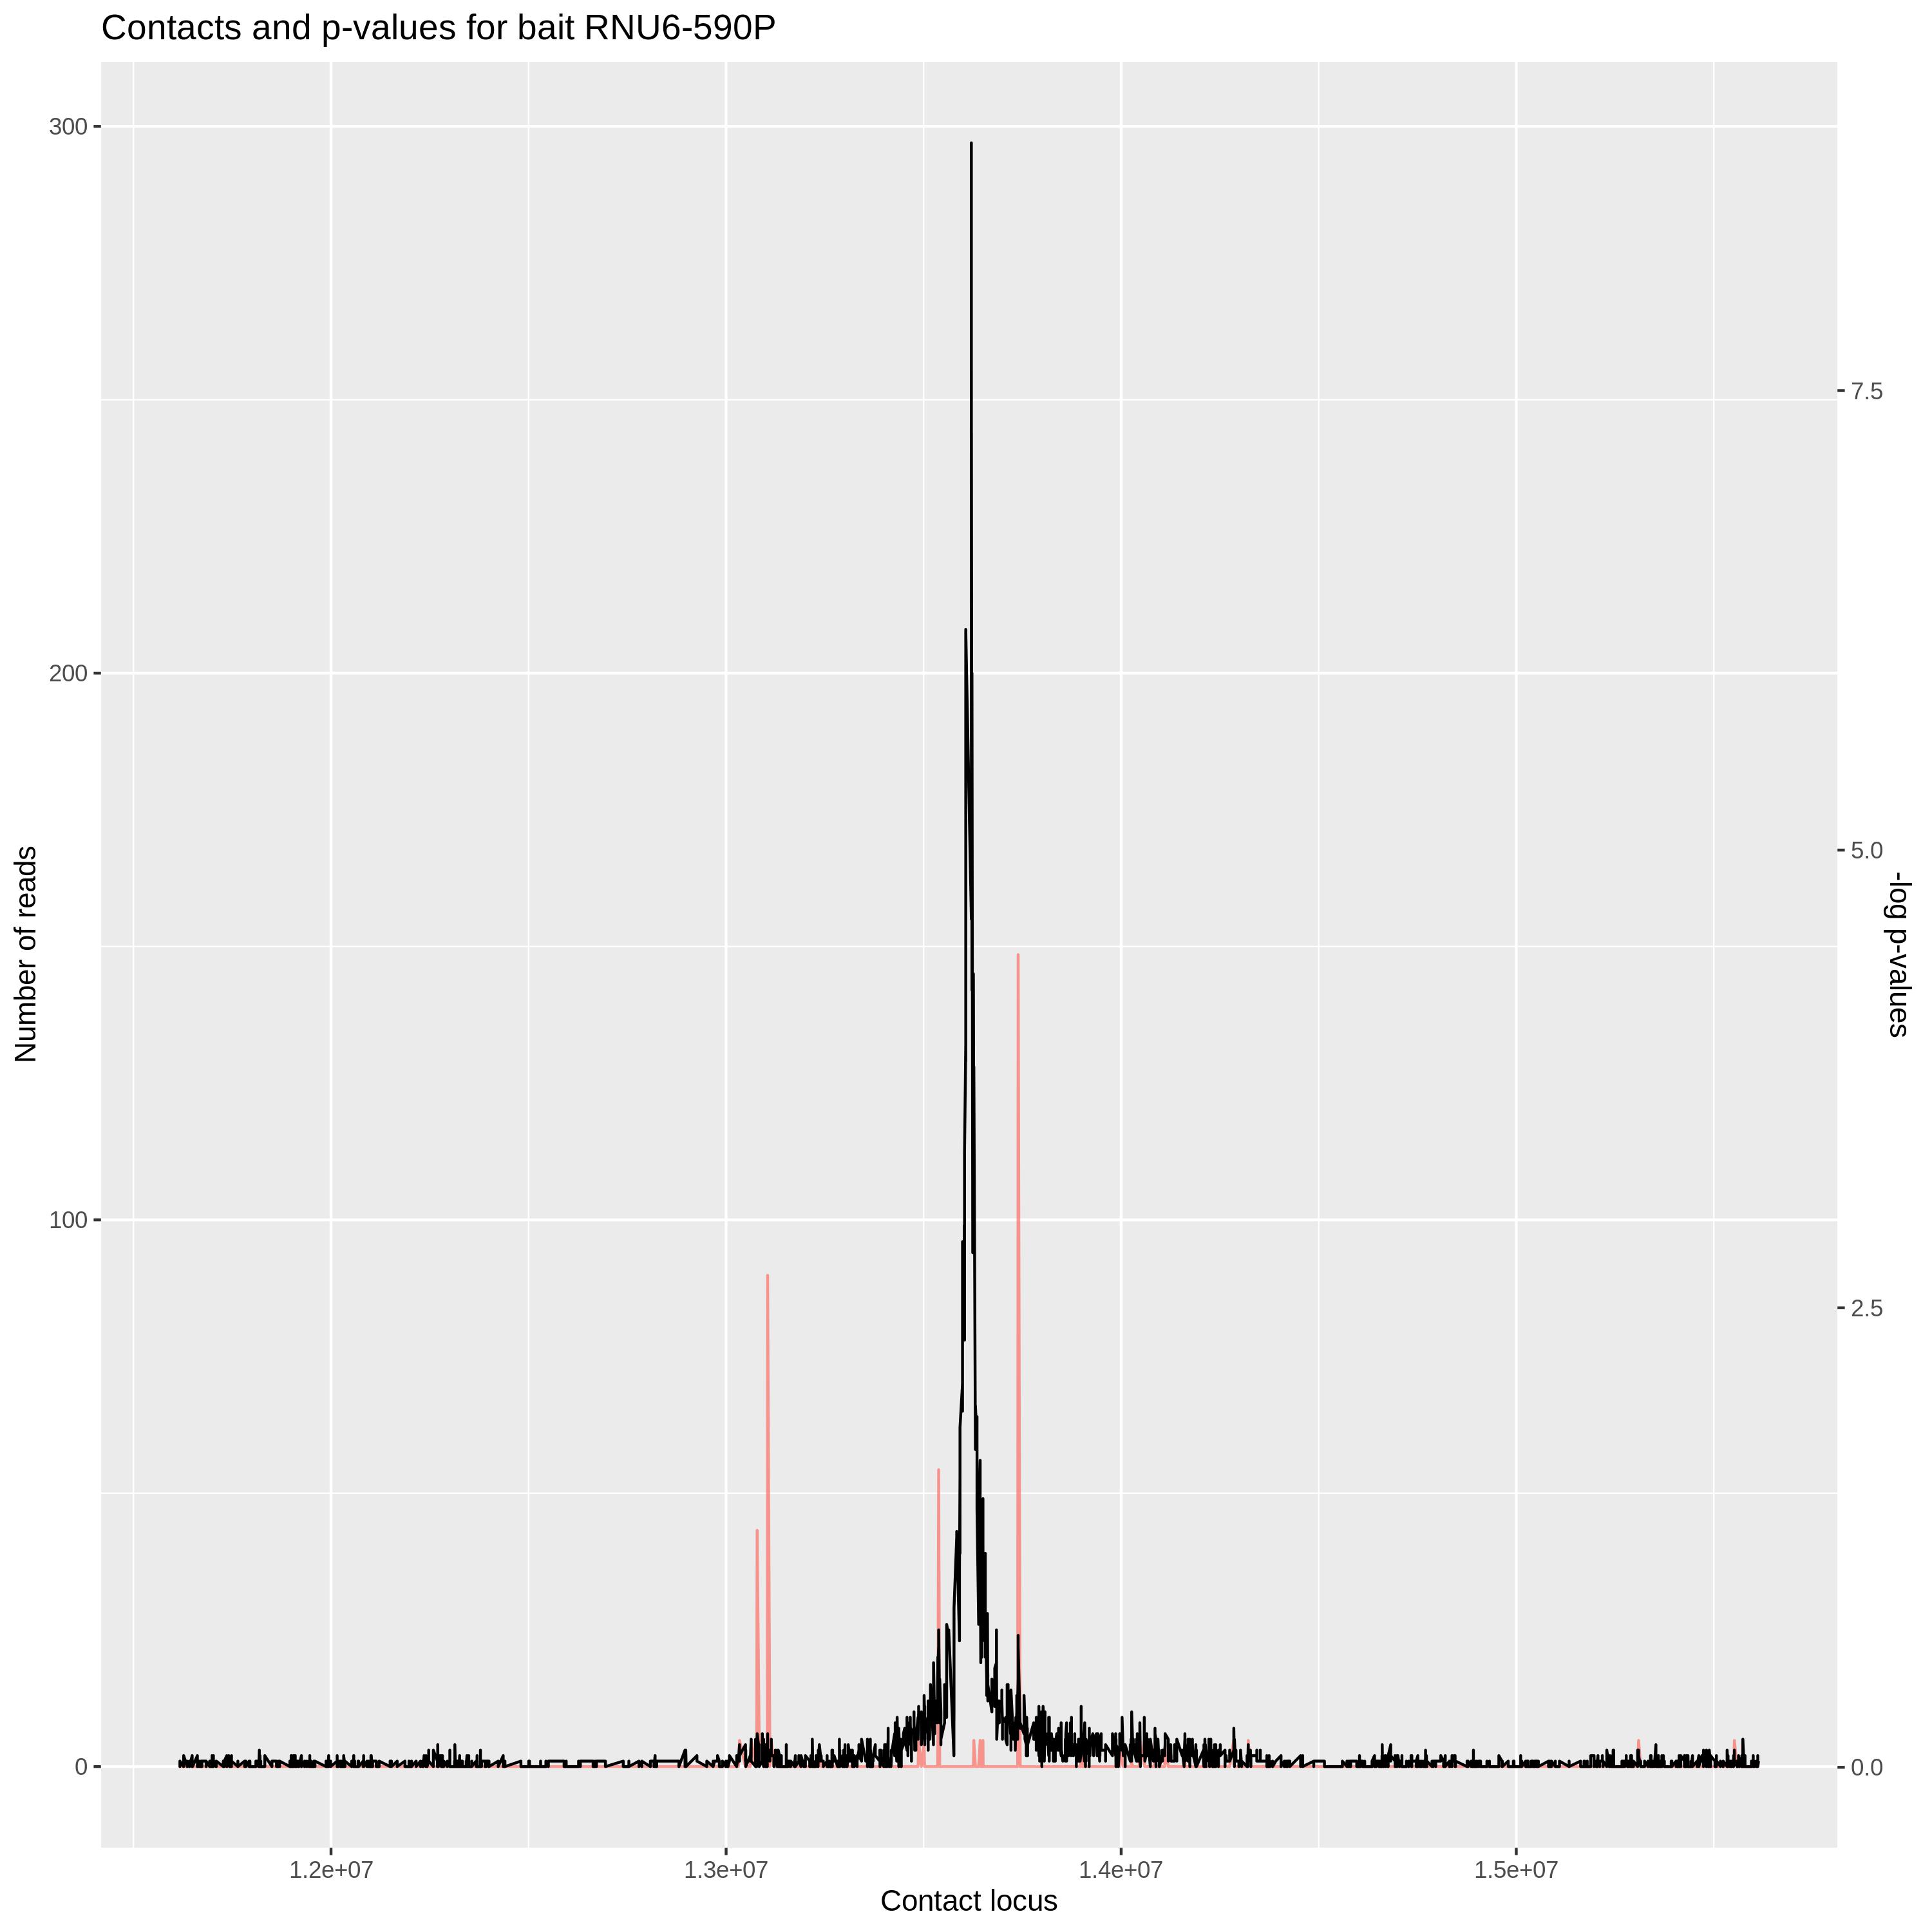 Contacts and p-values for bait RNU6-590P
300
200
100
0
Number of reads
7.5
5.0
2.5
0.0
-log p-values
1.2e+07
1.3e+07
1.4e+07
1.5e+07
Contact locus